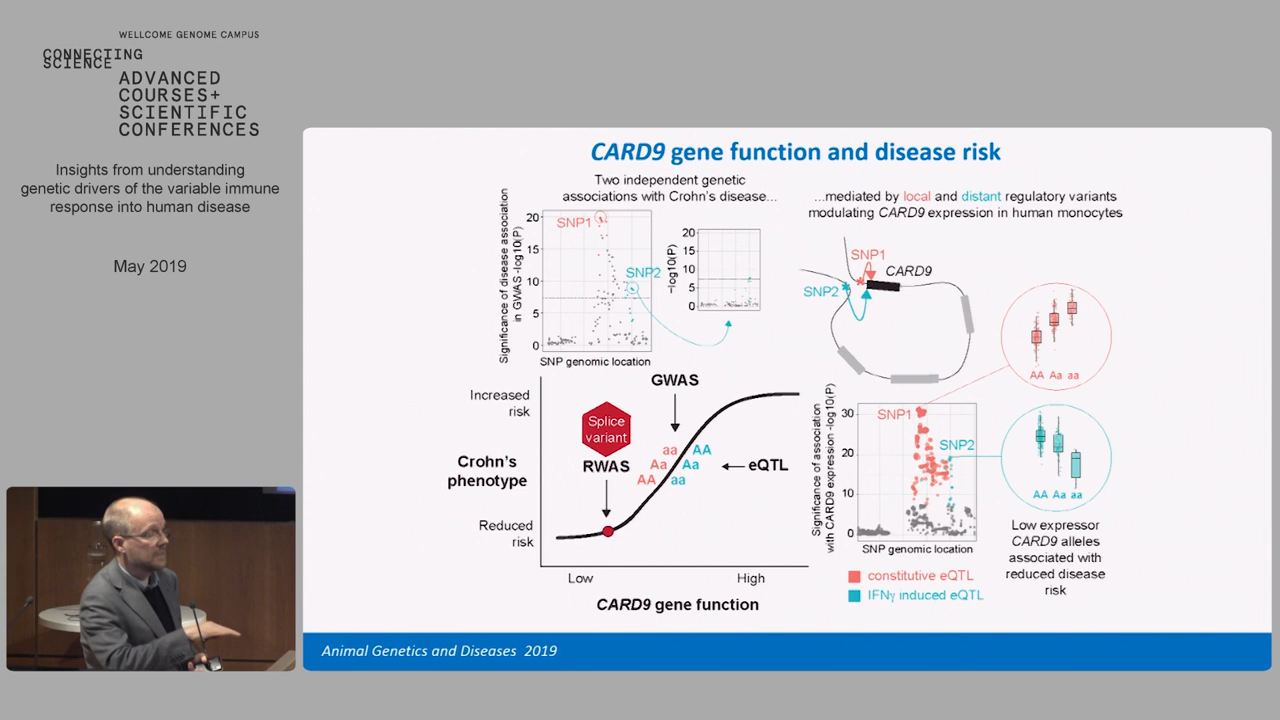 WELLCOME GENOME CAMPUS
CONNECTING
SCIENCE
ADVANCED
COURSES+
SCIENTIFIC
CONFERENCES
Insights from understanding
genetic drivers of the variable immune
response into human disease
May 2019
CARD9 gene function and disease risk
Two independent genetic
associations with Crohn's disease...
Significance of disease association
in GWAS -log10(P)
20
15
10
5
0
SNP1
SNP2
SNP genomic location
-log10(P)
20
15
10
5
0
...mediated by local and distant regulatory variants
modulating CARD9 expression in human monocytes
SNP1
CARD9
SNP2
AA Aa aa
Significance of association
with CARD9 expression -log10(P)
30
20
10
0
SNP1
SNP2
SNP genomic location
AA Aa aa
constitutive eQTL
IFNγ induced eQTL
Low expressor
CARD9 alleles
associated with
reduced disease
risk
Increased
risk
Crohn's
phenotype
Reduced
risk
Splice
variant
RWAS
GWAS
aa AA
Aa Aa
AA aa
eQTL
Low
High
CARD9 gene function
Animal Genetics and Diseases 2019